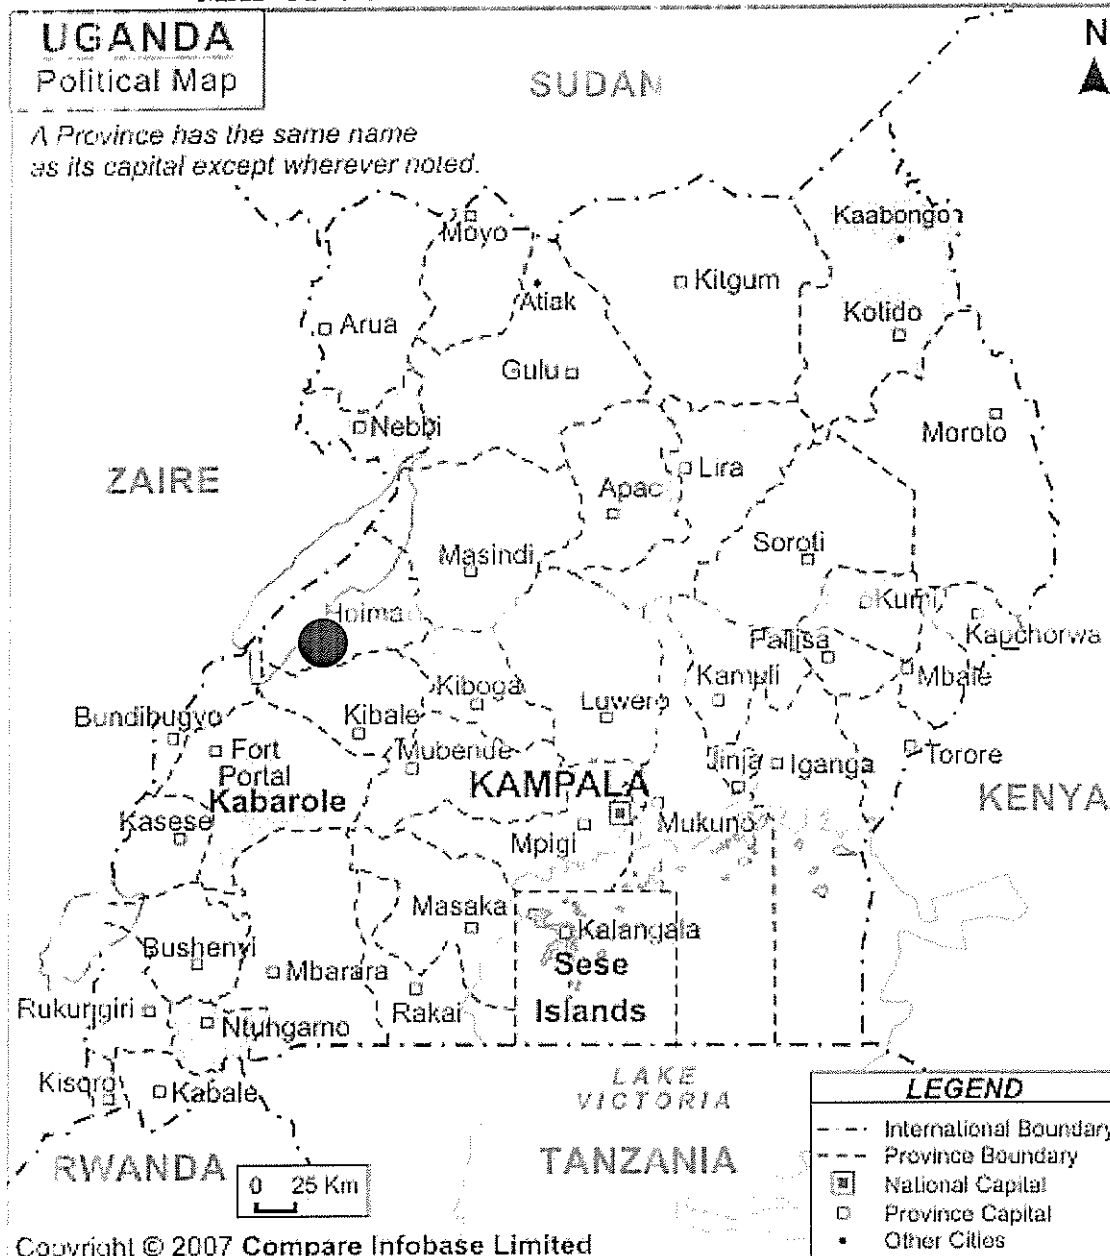 UGANDA
Political Map
N
SUDAN
A Province has the same name
as its capital except wherever noted.
Kaabongo
Moyo
Kitgum
Atiak
Kotido
Arua
Gulu
Nebbi
Moroto
ZAIRE
Lira
Apac
Masindi
Soroti
Hoima
Kumi
Kapchorwa
Pallisa
Mbale
Kiboga
Kamuli
Luwero
Bundibugyo
Kibale
Fort
Portal
Mubende
Jinja
Iganga
Torore
KAMPALA
Kabarole
KENYA
Kasese
Mukuno
Mpigi
Masaka
Kalangala
Bushenyi
Sese
Islands
Mbarara
Rukungiri
Rakai
Ntuhgamo
Kisoro
Kabale
LAKE
VICTORIA
RWANDA
TANZANIA
0 25 Km
LEGEND
International Boundary
Province Boundary
National Capital
Province Capital
Other Cities
Copyright © 2007 Compare Infobase Limited